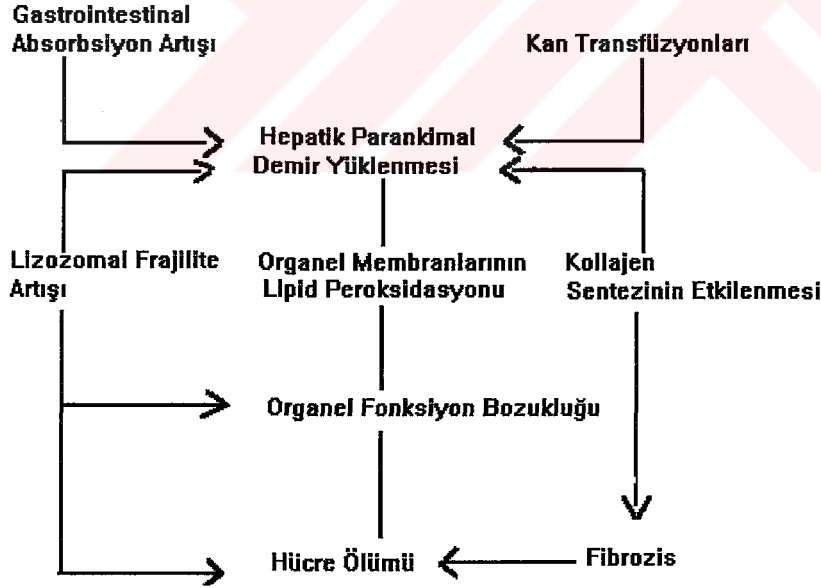 Gastrointestinal
Absorbsiyon Artışı
Kan Transfüzyonları
Hepatik Parankimal
Demir Yüklenmesi
Lizozomal Frajilite
Artışı
Organel Membranlarının
Lipid Peroksidasyonu
Kollajen
Sentezinin Etkilenmesi
Organel Fonksiyon Bozukluğu
Hücre Ölümü
Fibrozis